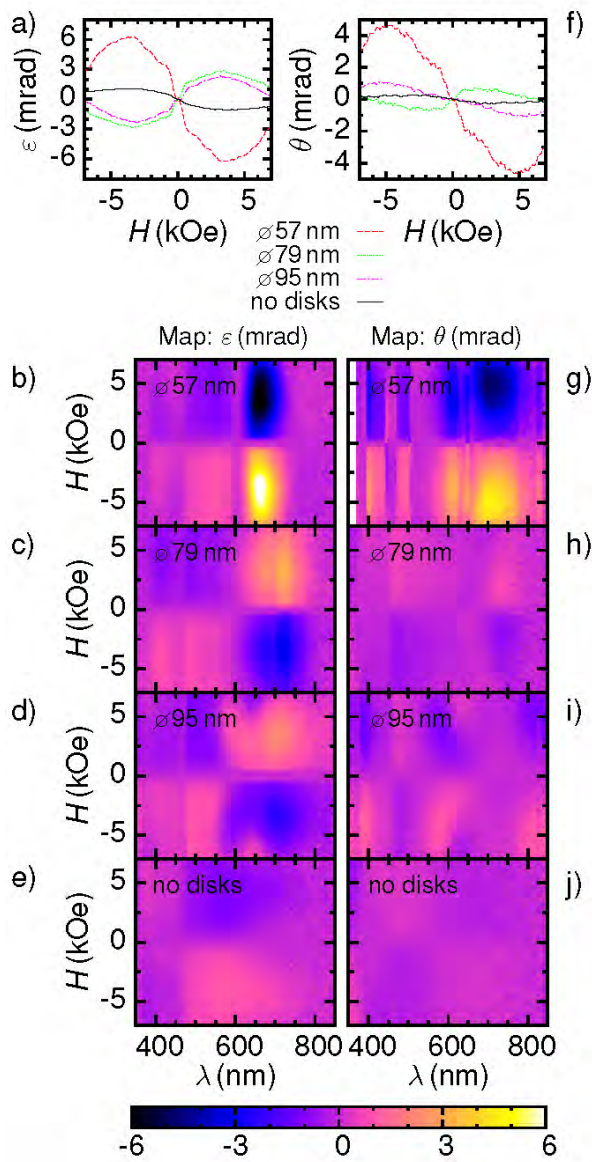 a) f)
ε (mrad) 6 3 0 -3 -6 θ (mrad) 4 2 0 -2 -4
-5 0 5 -5 0 5
H (kOe) H (kOe)
⌀57 nm
⌀79 nm
⌀95 nm
no disks
Map: ε (mrad) Map: θ (mrad)
b) H (kOe) 5 0 -5 ⌀57 nm ⌀57 nm g)
c) H (kOe) 5 0 -5 ⌀79 nm ⌀79 nm h)
d) H (kOe) 5 0 -5 ⌀95 nm ⌀95 nm i)
e) H (kOe) 5 0 -5 no disks no disks j)
400 600 800 400 600 800
λ (nm) λ (nm)
-6 -3 0 3 6